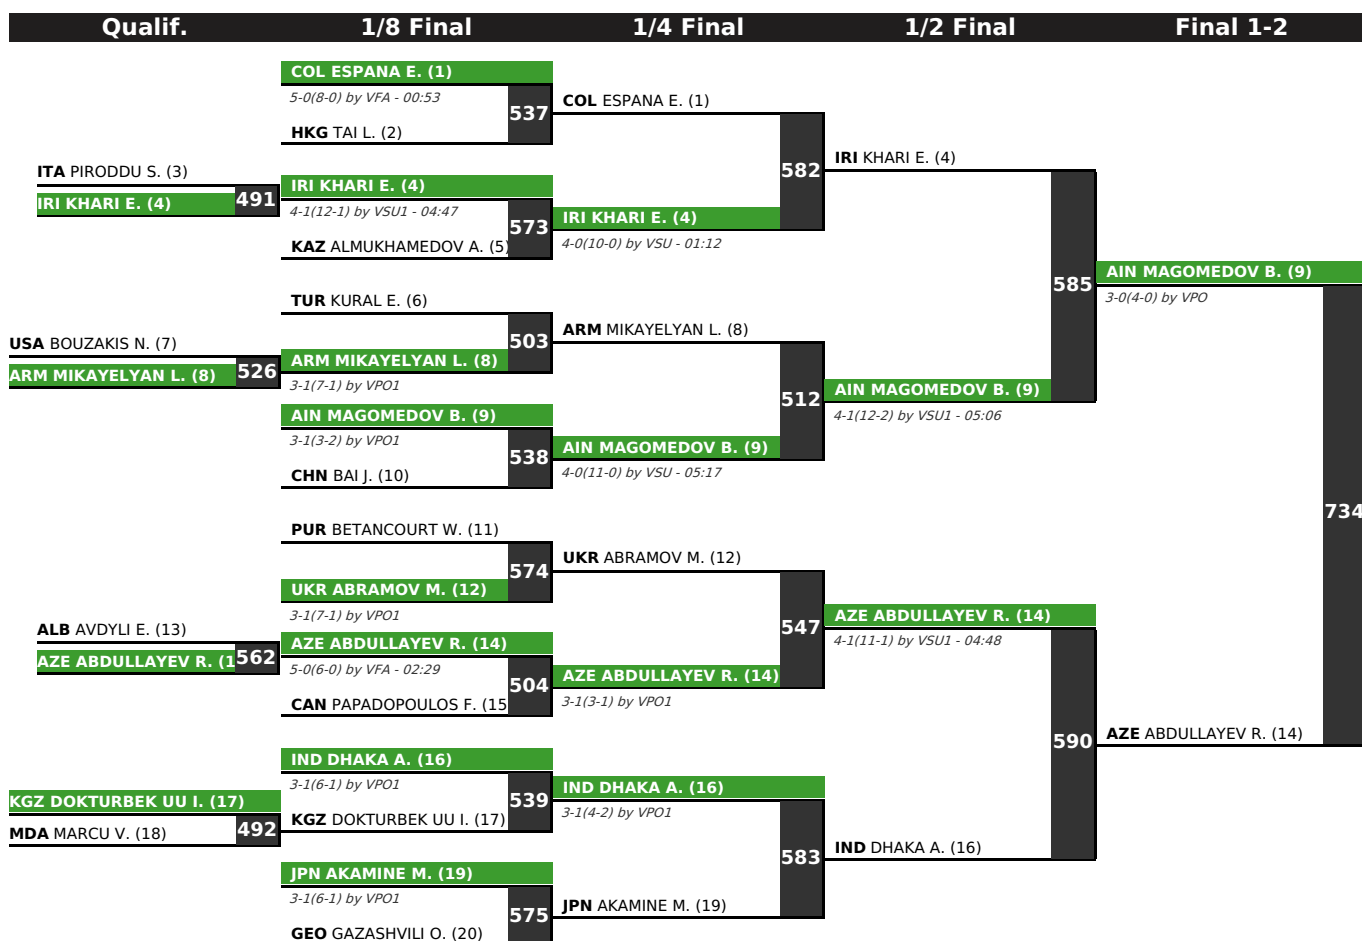 Qualif. 1/8 Final 1/4 Final 1/2 Final Final 1-2
COL ESPANA E. (1)
5-0(8-0) by VFA - 00:53
537
HKG TAI L. (2)
ITA PIRODDU S. (3)
IRI KHARI E. (4)
491
IRI KHARI E. (4)
4-1(12-1) by VSU1 - 04:47
573
KAZ ALMUKHAMEDOV A. (5)
TUR KURAL E. (6)
503
USA BOUZAKIS N. (7)
ARM MIKAYELYAN L. (8)
526
ARM MIKAYELYAN L. (8)
3-1(7-1) by VPO1
AIN MAGOMEDOV B. (9)
3-1(3-2) by VPO1
538
CHN BAI J. (10)
PUR BETANCOURT W. (11)
574
UKR ABRAMOV M. (12)
3-1(7-1) by VPO1
ALB AVDYLI E. (13)
AZE ABDULLAYEV R. (1
562
AZE ABDULLAYEV R. (14)
5-0(6-0) by VFA - 02:29
504
CAN PAPADOPOULOS F. (15
IND DHAKA A. (16)
3-1(6-1) by VPO1
539
KGZ DOKTURBEK UU I. (17)
KGZ DOKTURBEK UU I. (17)
MDA MARCU V. (18)
492
JPN AKAMINE M. (19)
3-1(6-1) by VPO1
575
GEO GAZASHVILI O. (20)
COL ESPANA E. (1)
582
IRI KHARI E. (4)
4-0(10-0) by VSU - 01:12
ARM MIKAYELYAN L. (8)
512
AIN MAGOMEDOV B. (9)
4-0(11-0) by VSU - 05:17
UKR ABRAMOV M. (12)
547
AZE ABDULLAYEV R. (14)
3-1(3-1) by VPO1
IND DHAKA A. (16)
3-1(4-2) by VPO1
583
JPN AKAMINE M. (19)
IRI KHARI E. (4)
585
AIN MAGOMEDOV B. (9)
4-1(12-2) by VSU1 - 05:06
AZE ABDULLAYEV R. (14)
4-1(11-1) by VSU1 - 04:48
590
IND DHAKA A. (16)
AIN MAGOMEDOV B. (9)
3-0(4-0) by VPO
734
AZE ABDULLAYEV R. (14)